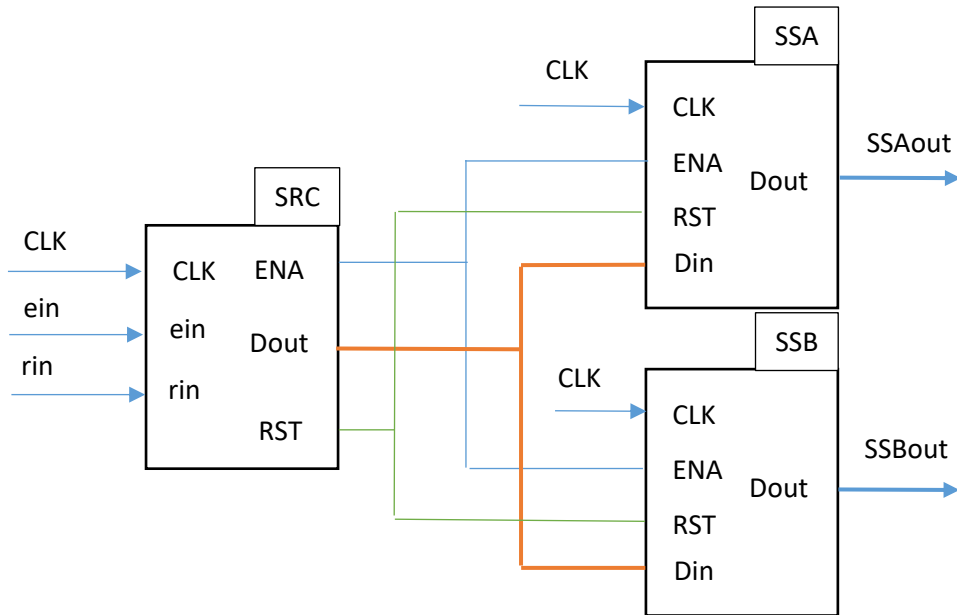 SSA
CLK
CLK
ENA
Dout
RST
Din
SSAout
SRC
CLK
ein
rin
CLK
ENA
ein
Dout
rin
RST
SSB
CLK
CLK
ENA
Dout
RST
Din
SSBout